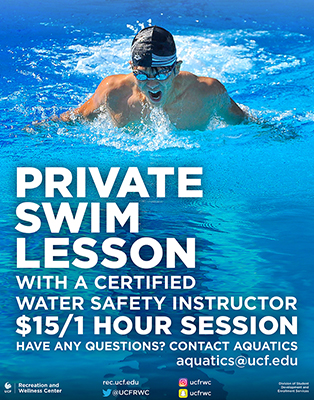 PRIVATE
SWIM
LESSON
WITH A CERTIFIED
WATER SAFETY INSTRUCTOR
$15/1 HOUR SESSION
HAVE ANY QUESTIONS? CONTACT AQUATICS
aquatics@ucf.edu
UCF
Recreation and
Wellness Center
rec.ucf.edu
@UCFRWC
ucfrwc
ucfrwc
Division of Student
Development and
Enrollment Services